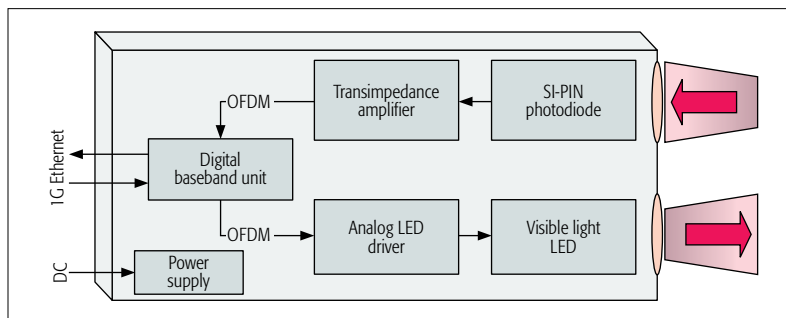 Transimpedance
amplifier
SI-PIN
photodiode
OFDM
1G Ethernet
Digital
baseband unit
OFDM
Analog LED
driver
Visible light
LED
DC
Power
supply